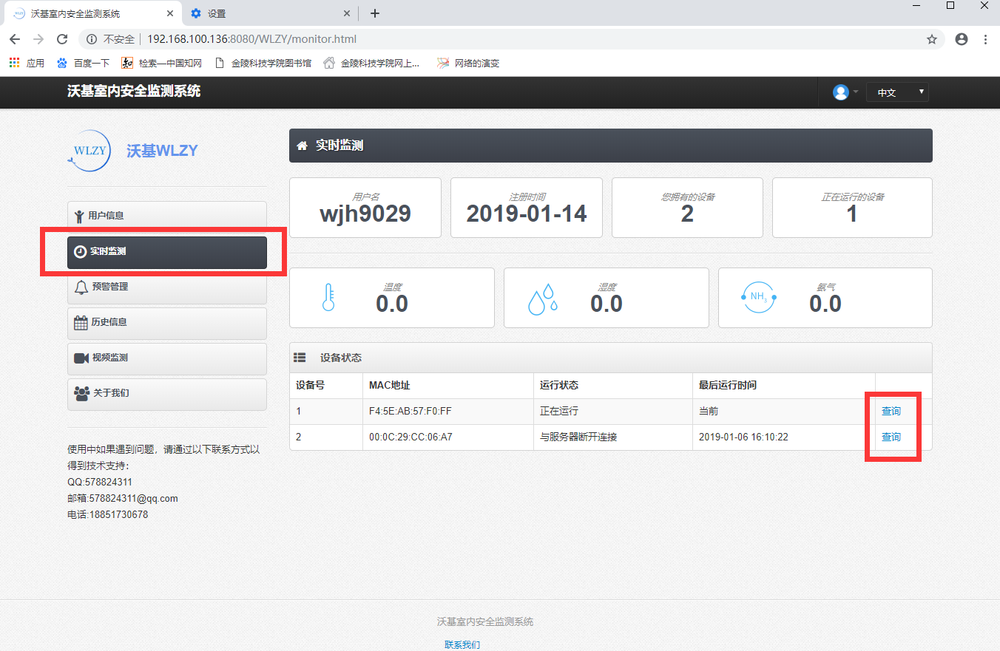 沃基室内安全监测系统
设置
不安全 192.168.100.136:8080/WLZY/monitor.html
应用 百度一下 知 检索—中国知网 金陵科技学院图书馆 金陵科技学院网上... 网络的演变
沃基室内安全监测系统
中文
WLZY 沃基WLZY
实时监测
用户名
wjh9029
注册时间
2019-01-14
您拥有的设备
2
正在运行的设备
1
用户信息
实时监测
预警管理
历史信息
视频监测
关于我们
温度
0.0
湿度
0.0
NH3
氨气
0.0
设备状态
设备号 MAC地址 运行状态 最后运行时间
1 F4:5E:AB:57:F0:FF 正在运行 当前 查询
2 00:0C:29:CC:06:A7 与服务器断开连接 2019-01-06 16:10:22 查询
使用中如果遇到问题，请通过以下联系方式以
得到技术支持：
QQ:578824311
邮箱:578824311@qq.com
电话:18851730678
沃基室内安全监测系统
联系我们